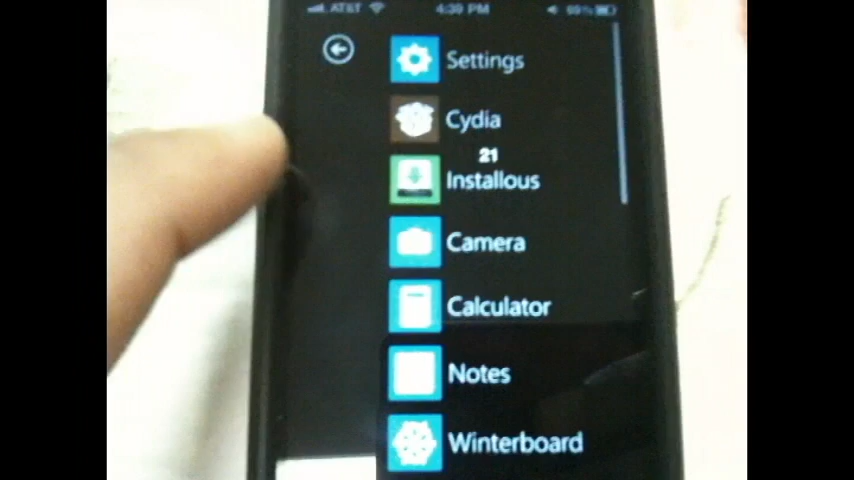 AT&T 4:39 PM
Settings
Cydia
21
Installous
Camera
Calculator
Notes
Winterboard